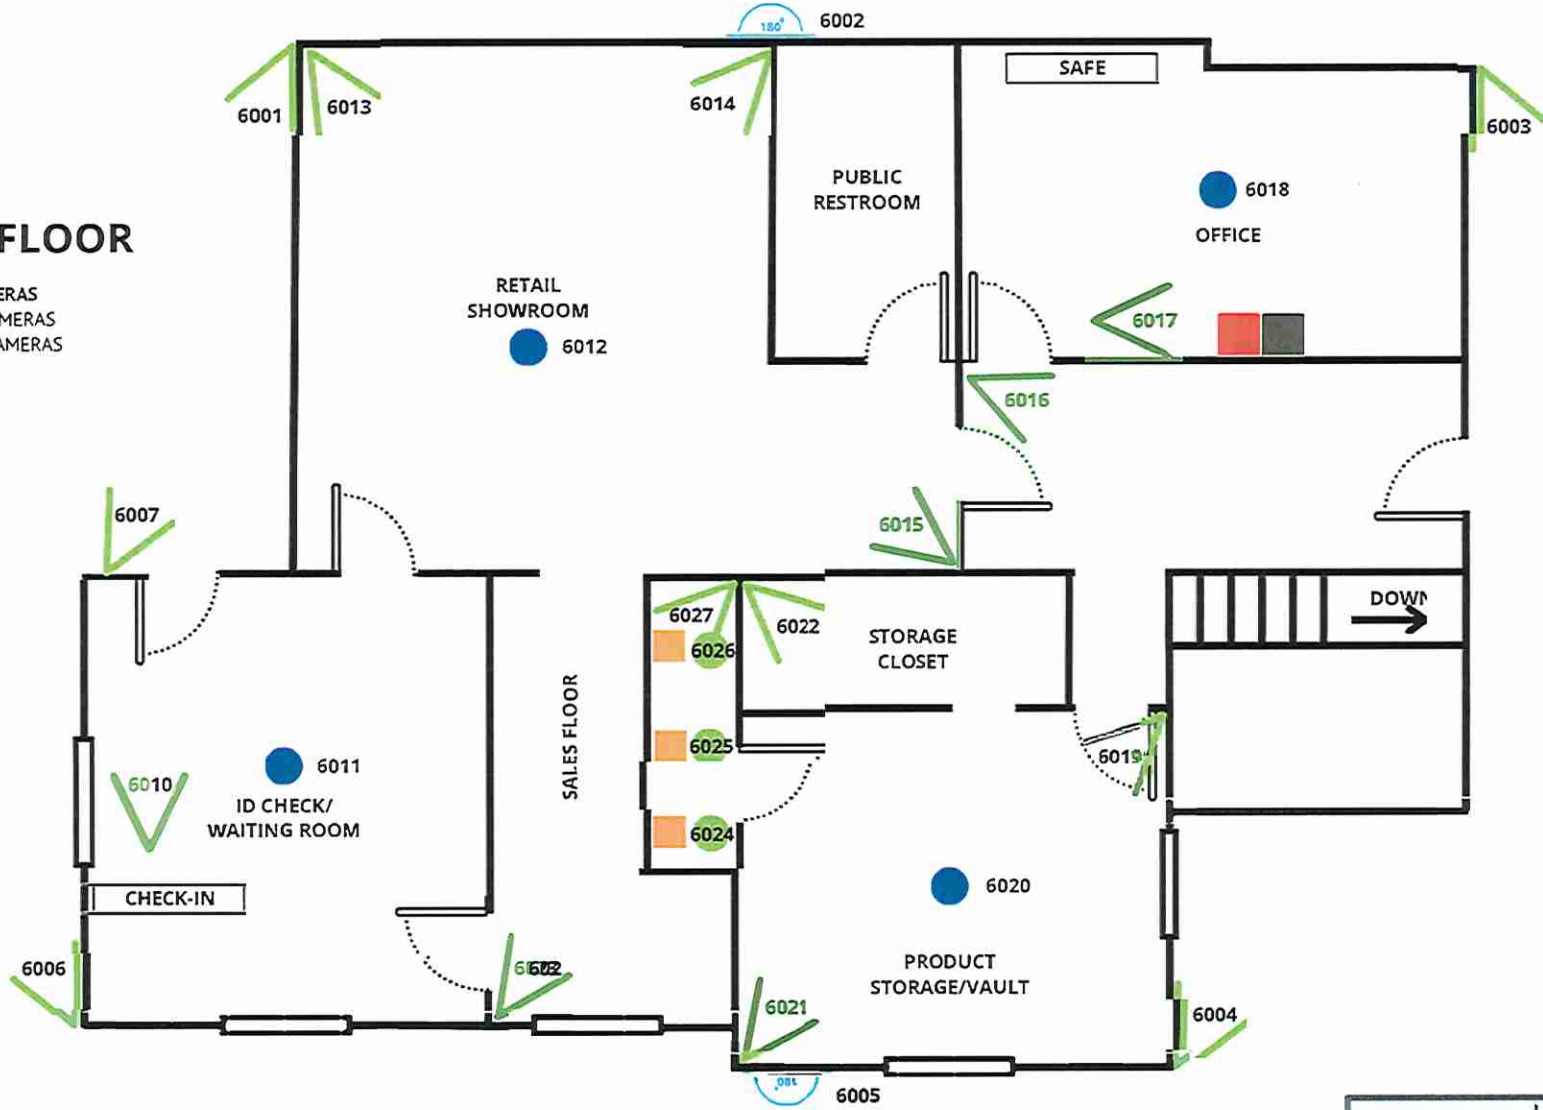 180°
6002
SAFE
6001
6013
6014
6003
PUBLIC
RESTROOM
6018
OFFICE
FLOOR
ERAS
MERAS
AMERAS
RETAIL
SHOWROOM
6012
6017
6016
6007
6015
DOWN
6027
6022
6026
STORAGE
CLOSET
SALES FLOOR
6025
6019
6011
6010
ID CHECK/
WAITING ROOM
6024
6020
CHECK-IN
PRODUCT
STORAGE/VAULT
6006
6021
6004
180°
6005